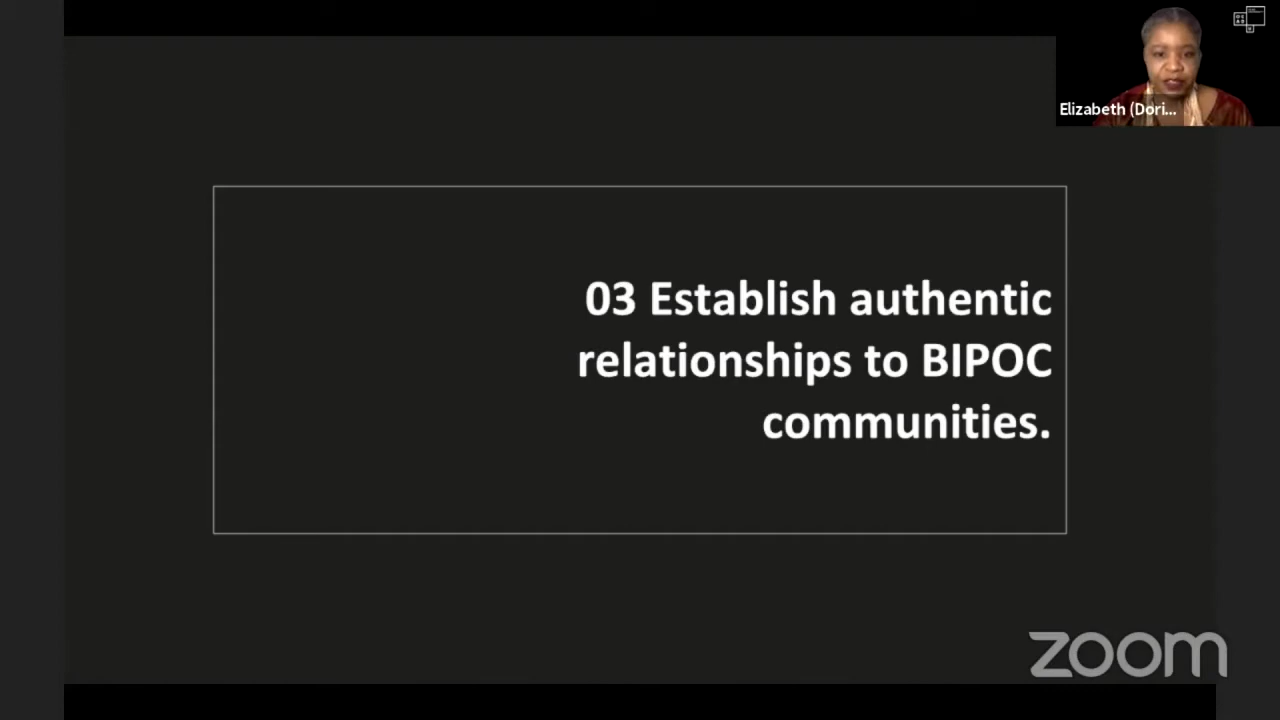 Elizabeth (Dori...
03 Establish authentic
relationships to BIPOC
communities.
zoom